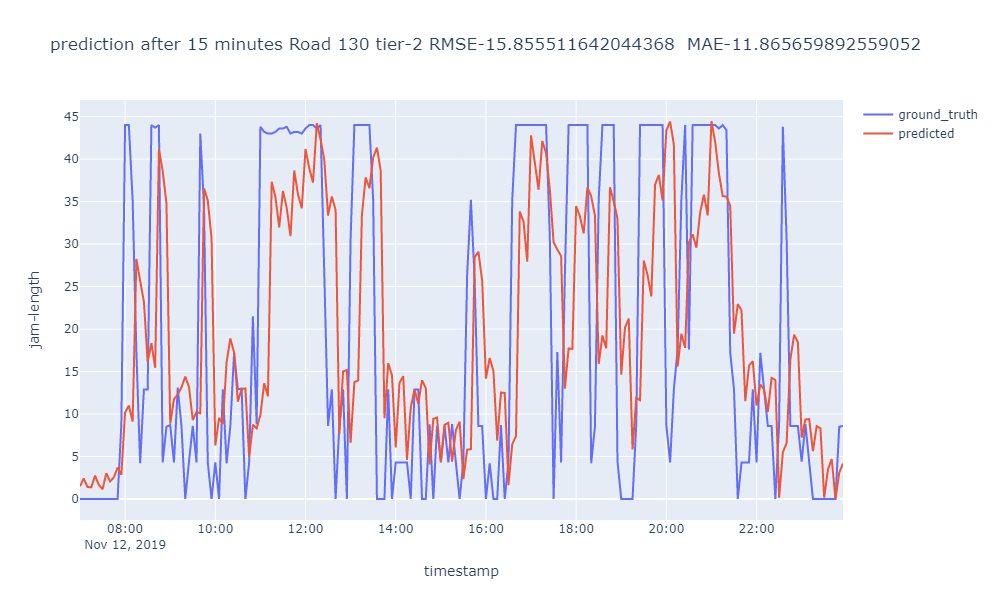 prediction after 15 minutes Road 130 tier-2 RMSE-15.855511642044368  MAE-11.865659892559052
ground_truth
predicted
45
40
35
30
25
20
15
10
5
0
jam-length
08:00 10:00 12:00 14:00 16:00 18:00 20:00 22:00
Nov 12, 2019
timestamp